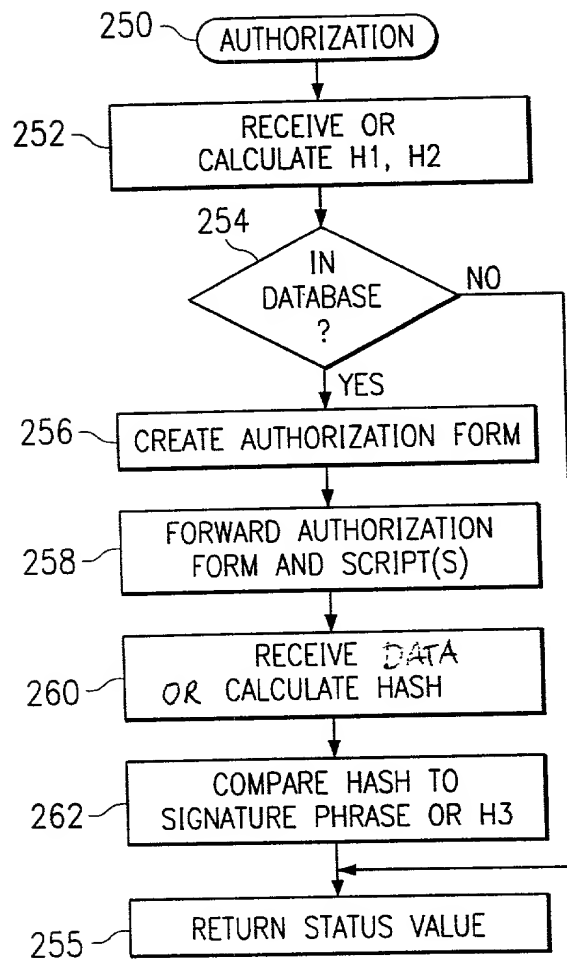 250
AUTHORIZATION
252
RECEIVE OR
CALCULATE H1, H2
254
IN
DATABASE
?
NO
YES
256
CREATE AUTHORIZATION FORM
258
FORWARD AUTHORIZATION
FORM AND SCRIPT(S)
260
RECEIVE DATA
OR CALCULATE HASH
262
COMPARE HASH TO
SIGNATURE PHRASE OR H3
255
RETURN STATUS VALUE